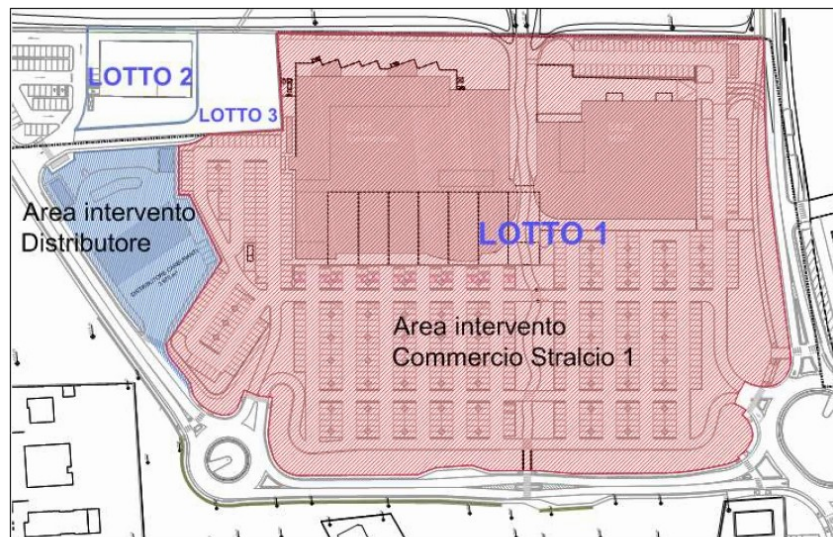 LOTTO 2
LOTTO 3
Area intervento
Distributore
LOTTO 1
Area intervento
Commercio Stralcio 1